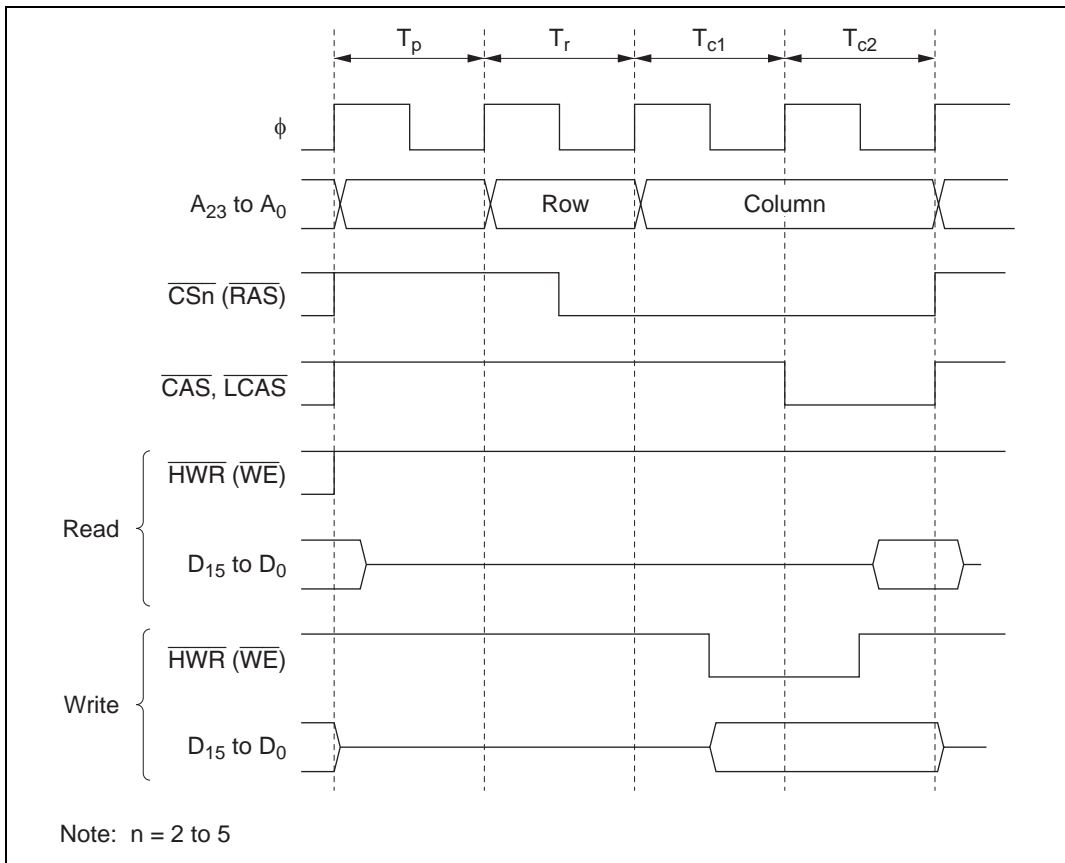 Tp Tr Tc1 Tc2
ϕ
A23 to A0 Row Column
CSn (RAS)
CAS, LCAS
HWR (WE)
Read
D15 to D0
HWR (WE)
Write
D15 to D0
Note: n = 2 to 5